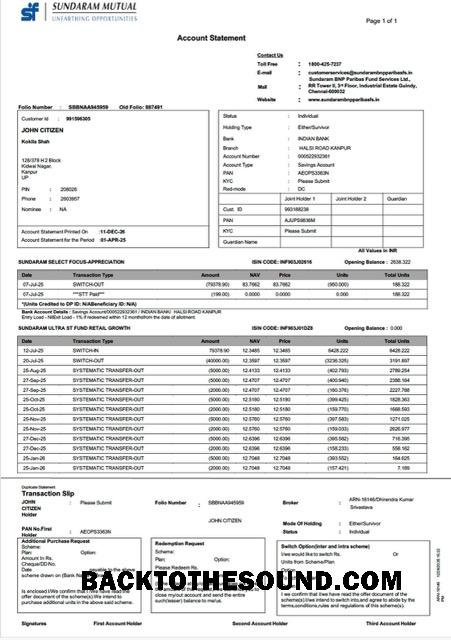 SUNDARAM MUTUAL
UNEARTHING OPPORTUNITIES
Page 1 of 1
Account Statement
Contact Us
Toll Free : 1800-425-7237
E-mail : customerservices@sundarambnpparibasfs.in
Sundaram BNP Paribas Fund Services Ltd.,
Mail : RR Tower II, 3rd Floor, Industrial Estate Guindy,
Chennai-600032
Website : www.sundarambnpparibasfs.in
Folio Number : SBBNAA945959 Old Folio: 887491
Customer Id : 991596305
JOHN CITIZEN
Kokila Shah
128/378 H2 Block
Kidwai Nagar,
Kanpur
UP
PIN : 208026
Phone : 2603957
Nominee : NA
Account Statement Printed On :11-DEC-26
Account Statement for the Period :01-APR-25
Status : Individual
Holding Type : Either/Survivor
Bank : INDIAN BANK
Branch : HALSI ROAD KANPUR
Account Number : 000522932361
Account Type : Savings Account
PAN : AEOPS3363N
KYC : Please Submit
Red-mode : DC
Joint Holder 1 Joint Holder 2 Guardian
Cust. ID 993188238
PAN AJUPS9836M
KYC Please Submit
Guardian Name
All Values in INR
SUNDARAM SELECT FOCUS-APPRECIATION ISIN CODE: INF903J02616 Opening Balance : 2638.322
Date Transaction Type Amount NAV Price Units Total Units
07-Jul-25 SWITCH-OUT (79378.90) 83.7662 83.7662 (950.000) 188.322
07-Jul-25 ***STT Paid*** (199.00) 0.0000 0.0000 0.000 188.322
*/(Units Credited to DP ID: N/ABeneficiary ID: N/A)
Bank Account Details : Savings Account/000522932361 / INDIAN BANK/ HALSI ROAD KANPUR
Entry Load - Nil/Exit Load - 1% if redeemed within 12 monthsfrom the date of allotment.
SUNDARAM ULTRA ST FUND RETAIL GROWTH ISIN CODE: INF903J01DZ8 Opening Balance : 0.000
Date Transaction Type Amount NAV Price Units Total Units
12-Jul-25 SWITCH-IN 79378.90 12.3485 12.3485 6428.222 6428.222
20-Jul-25 SWITCH-OUT (40000.00) 12.3597 12.3597 (3236.325) 3191.897
25-Aug-25 SYSTEMATIC TRANSFER-OUT (5000.00) 12.4133 12.4133 (402.793) 2789.254
27-Sep-25 SYSTEMATIC TRANSFER-OUT (5000.00) 12.4707 12.4707 (400.940) 2388.164
27-Sep-25 SYSTEMATIC TRANSFER-OUT (2000.00) 12.4707 12.4707 (160.376) 2227.788
25-Oct-25 SYSTEMATIC TRANSFER-OUT (5000.00) 12.5180 12.5180 (399.425) 1828.363
25-Oct-25 SYSTEMATIC TRANSFER-OUT (2000.00) 12.5180 12.5180 (159.770) 1668.593
25-Nov-25 SYSTEMATIC TRANSFER-OUT (5000.00) 12.5760 12.5760 (397.583) 1271.025
25-Nov-25 SYSTEMATIC TRANSFER-OUT (2000.00) 12.5760 12.5760 (159.033) 2626.977
27-Dec-25 SYSTEMATIC TRANSFER-OUT (5000.00) 12.6396 12.6396 (395.582) 716.395
27-Dec-25 SYSTEMATIC TRANSFER-OUT (2000.00) 12.6396 12.6396 (158.233) 558.162
25-Jan-26 SYSTEMATIC TRANSFER-OUT (5000.00) 12.7048 12.7048 (393.552) 164.625
25-Jan-26 SYSTEMATIC TRANSFER-OUT (2000.00) 12.7048 12.7048 (157.421) 7.189
Duplicate Statement
Transaction Slip
JOHN CITIZEN Holder : Please Submit Folio Number : SBBNAA945959 Broker : ARN-16146/Dhirendra Kumar Srivastava
JOHN CITIZEN
Mode Of Holding : Either/Survivor
PAN No.First Holder : AEOPS3363N
Status : Individual
Additional Purchase Request
Scheme:
Plan: Option:
Amount In Rs.
Cheque/DD No.
Date payable to the above
scheme drawn on (Bank
Is enclosed I/We confirm that I /We have read the
offer document of the scheme(s).I/We intend to
purchase additional units in the above said scheme.
Redemption Request
Scheme:
Plan: Option:
Please Redeem Rs.
close my/out account and send the entire
such(lesser) balance to me/us.
Switch Option(inter and intra scheme)
I/we would like to switch Rs. Or
Units from Scheme/Plan
Option
I we confirm that I/we have read the offer document of the
scheme(s)I/we intend to switch into,and agree to abide by the
terms,conditions,rules and regulations of this scheme(s).
BACKTOTHESOUND.COM
Signatures First Account Holder Second Account Holder Third Account Holder